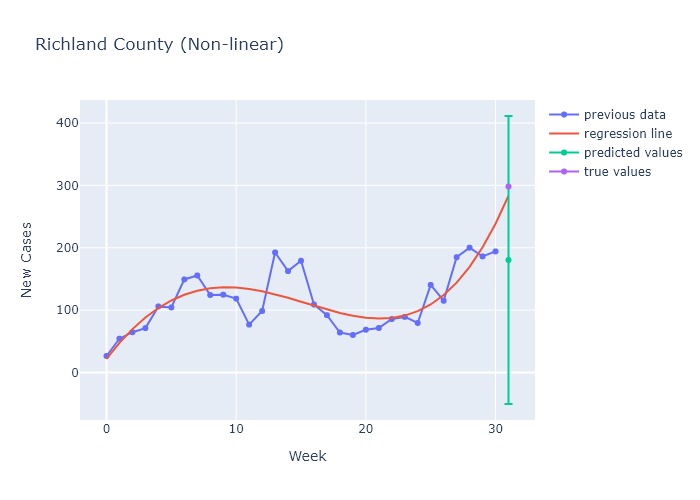 Richland County (Non-linear)
previous data
regression line
predicted values
true values
400
300
200
100
0
New Cases
0
10
20
30
Week